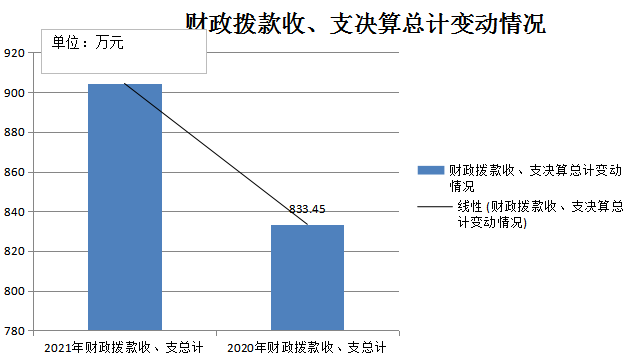 财政拨款收、支决算总计变动情况
单位：万元
920
900
880
860
840
820
800
780
833.45
2021年财政拨款收、支总计
2020年财政拨款收、支总计
财政拨款收、支决算总计变动
情况
线性 (财政拨款收、支决算总
计变动情况)